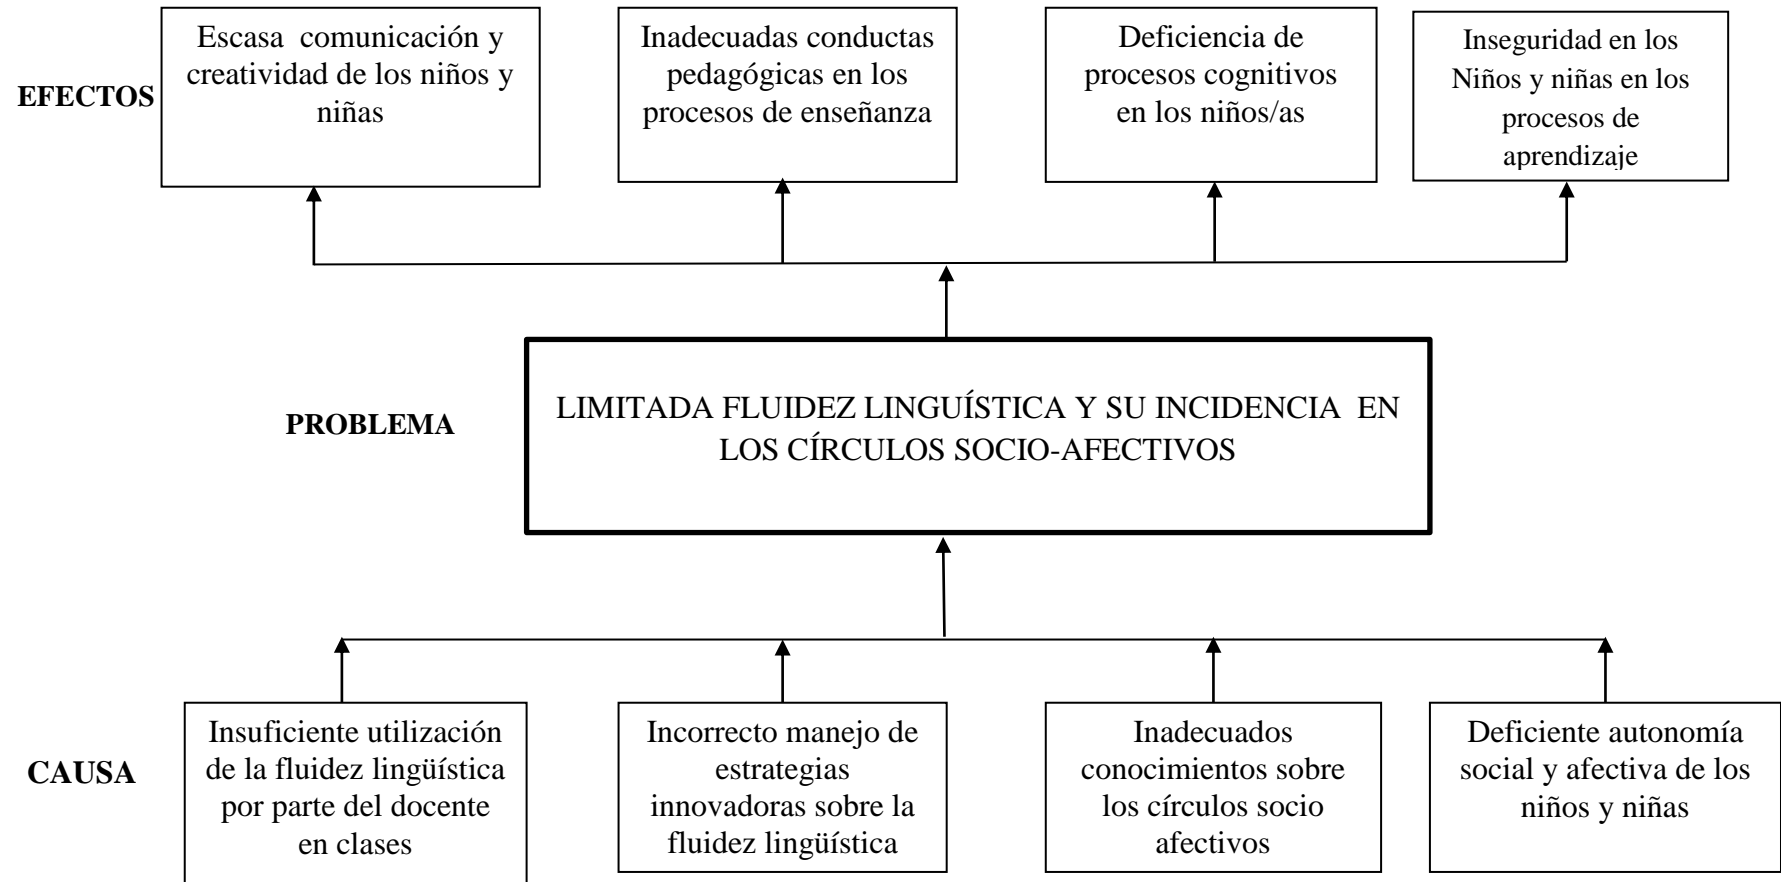 EFECTOS
Escasa comunicación y
creatividad de los niños y
niñas
Inadecuadas conductas
pedagógicas en los
procesos de enseñanza
Deficiencia de
procesos cognitivos
en los niños/as
Inseguridad en los
Niños y niñas en los
procesos de
aprendizaje
PROBLEMA
LIMITADA FLUIDEZ LINGUÍSTICA Y SU INCIDENCIA EN
LOS CÍRCULOS SOCIO-AFECTIVOS
CAUSA
Insuficiente utilización
de la fluidez lingüística
por parte del docente
en clases
Incorrecto manejo de
estrategias
innovadoras sobre la
fluidez lingüística
Inadecuados
conocimientos sobre
los círculos socio
afectivos
Deficiente autonomía
social y afectiva de los
niños y niñas